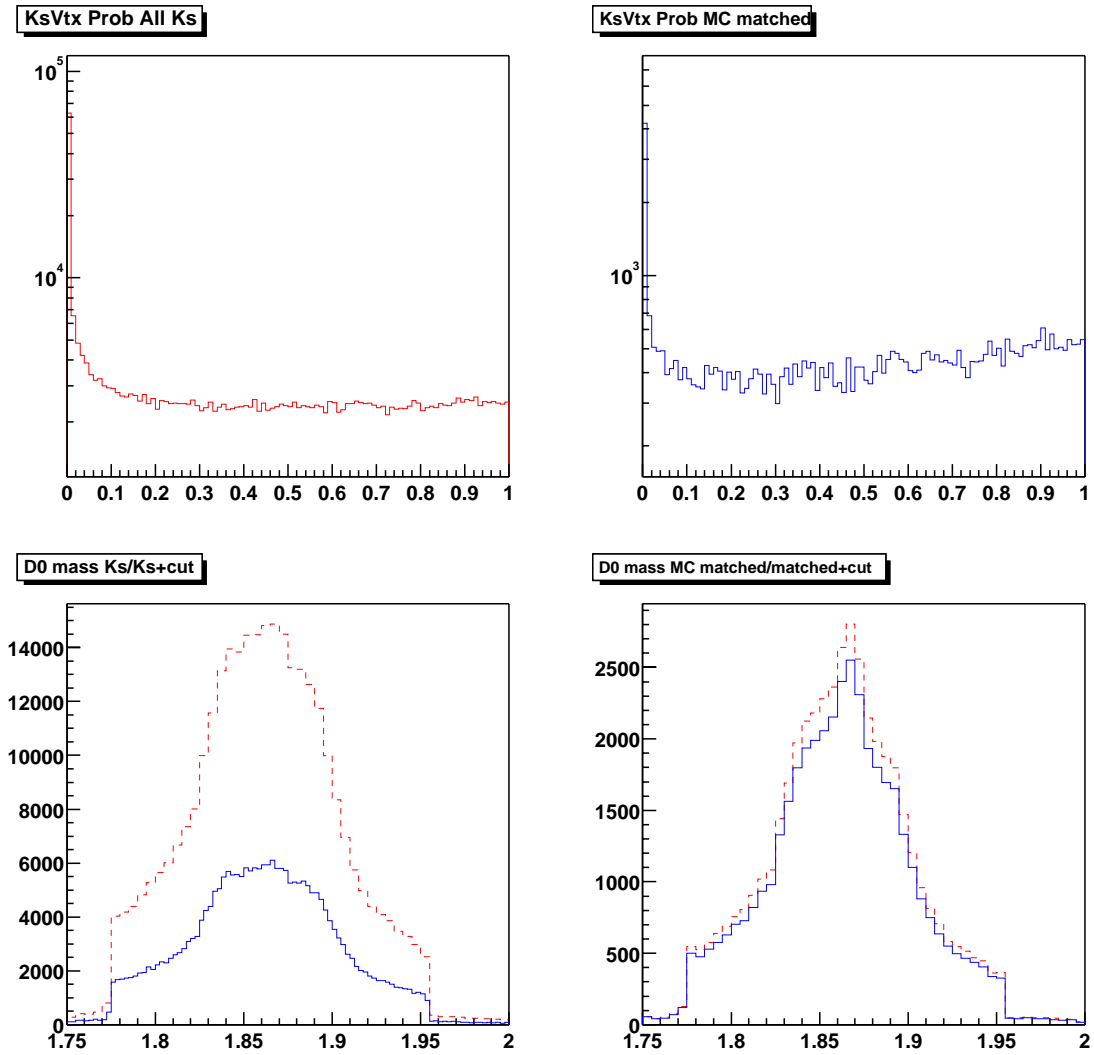 KsVtx Prob All Ks
10^5
10^4
0 0.1 0.2 0.3 0.4 0.5 0.6 0.7 0.8 0.9 1
KsVtx Prob MC matched
10^3
0 0.1 0.2 0.3 0.4 0.5 0.6 0.7 0.8 0.9 1
D0 mass Ks/Ks+cut
14000
12000
10000
8000
6000
4000
2000
0
1.75 1.8 1.85 1.9 1.95 2
D0 mass MC matched/matched+cut
2500
2000
1500
1000
500
0
1.75 1.8 1.85 1.9 1.95 2